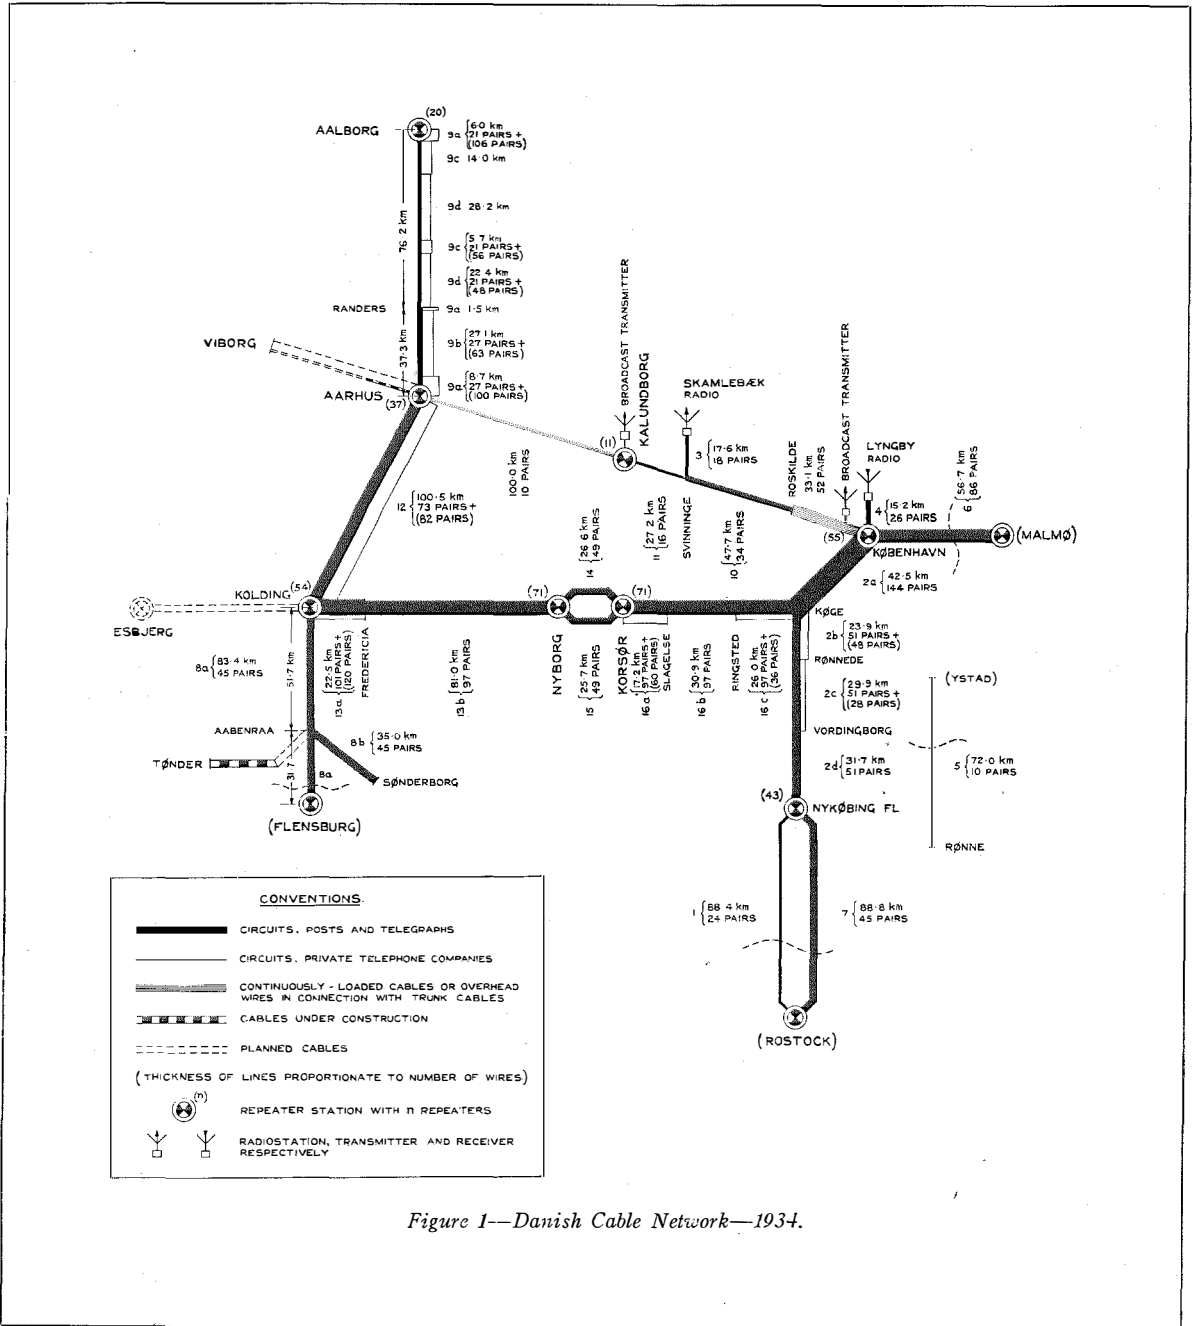 (20)
AALBORG
9a 6·0 km
21 PAIRS +
(106 PAIRS)
9c 14·0 km
9d 28·2 km
76·2 km
9c 5·7 km
21 PAIRS+
(56 PAIRS)
9d 22·4 km
21 PAIRS+
(48 PAIRS)
RANDERS
9a 1·5 km
37·3 km
9b 27·1 km
27 PAIRS +
(63 PAIRS)
VIBORG
9a 8·7 km
27 PAIRS+
(100 PAIRS)
AARHUS
(37)
BROADCAST TRANSMITTER
KALUNDBORG
(11)
SKAMLEBÆK
RADIO
3 17·6 km
18 PAIRS
ROSKILDE
33·1 km
52 PAIRS
BROADCAST TRANSMITTER
LYNGBY
RADIO
4 15·2 km
26 PAIRS
56·7 km
6 86 PAIRS
(MALMØ)
(55)
KØBENHAVN
100·0 km
10 PAIRS
12 100·5 km
73 PAIRS+
(82 PAIRS)
14 26·6 km
49 PAIRS
11 27·2 km
16 PAIRS
SVINNINGE
10 47·7 km
34 PAIRS
2a 42·5 km
144 PAIRS
KOLDING
(54)
ESBJERG
(71)
(71)
NYBORG
KORSØR
KØGE
8a 83·4 km
45 PAIRS
51·7 km
13a 22·5 km
101 PAIRS+
(120 PAIRS)
FREDERICIA
13b 81·0 km
97 PAIRS
15 25·7 km
49 PAIRS
16a 17·2 km
97 PAIRS+
(60 PAIRS)
SLAGELSE
16b 30·9 km
97 PAIRS
RINGSTED
16c 26·0 km
97 PAIRS+
(36 PAIRS)
2b 23·9 km
51 PAIRS+
(48 PAIRS)
RØNNEDE
2c 29·9 km
51 PAIRS+
(28 PAIRS)
(YSTAD)
VORDINGBORG
AABENRAA
8b 35·0 km
45 PAIRS
TØNDER
31·7
8a
SØNDERBORG
(FLENSBURG)
2d 31·7 km
51 PAIRS
5 72·0 km
10 PAIRS
(43)
NYKØBING FL
RØNNE
1 88·4 km
24 PAIRS
7 88·8 km
45 PAIRS
(ROSTOCK)
CONVENTIONS.
CIRCUITS, POSTS AND TELEGRAPHS
CIRCUITS, PRIVATE TELEPHONE COMPANIES
CONTINUOUSLY-LOADED CABLES OR OVERHEAD
WIRES IN CONNECTION WITH TRUNK CABLES
CABLES UNDER CONSTRUCTION
PLANNED CABLES
(THICKNESS OF LINES PROPORTIONATE TO NUMBER OF WIRES)
(n)
REPEATER STATION WITH n REPEATERS
RADIOSTATION, TRANSMITTER AND RECEIVER
RESPECTIVELY
Figure 1—Danish Cable Network—1934.